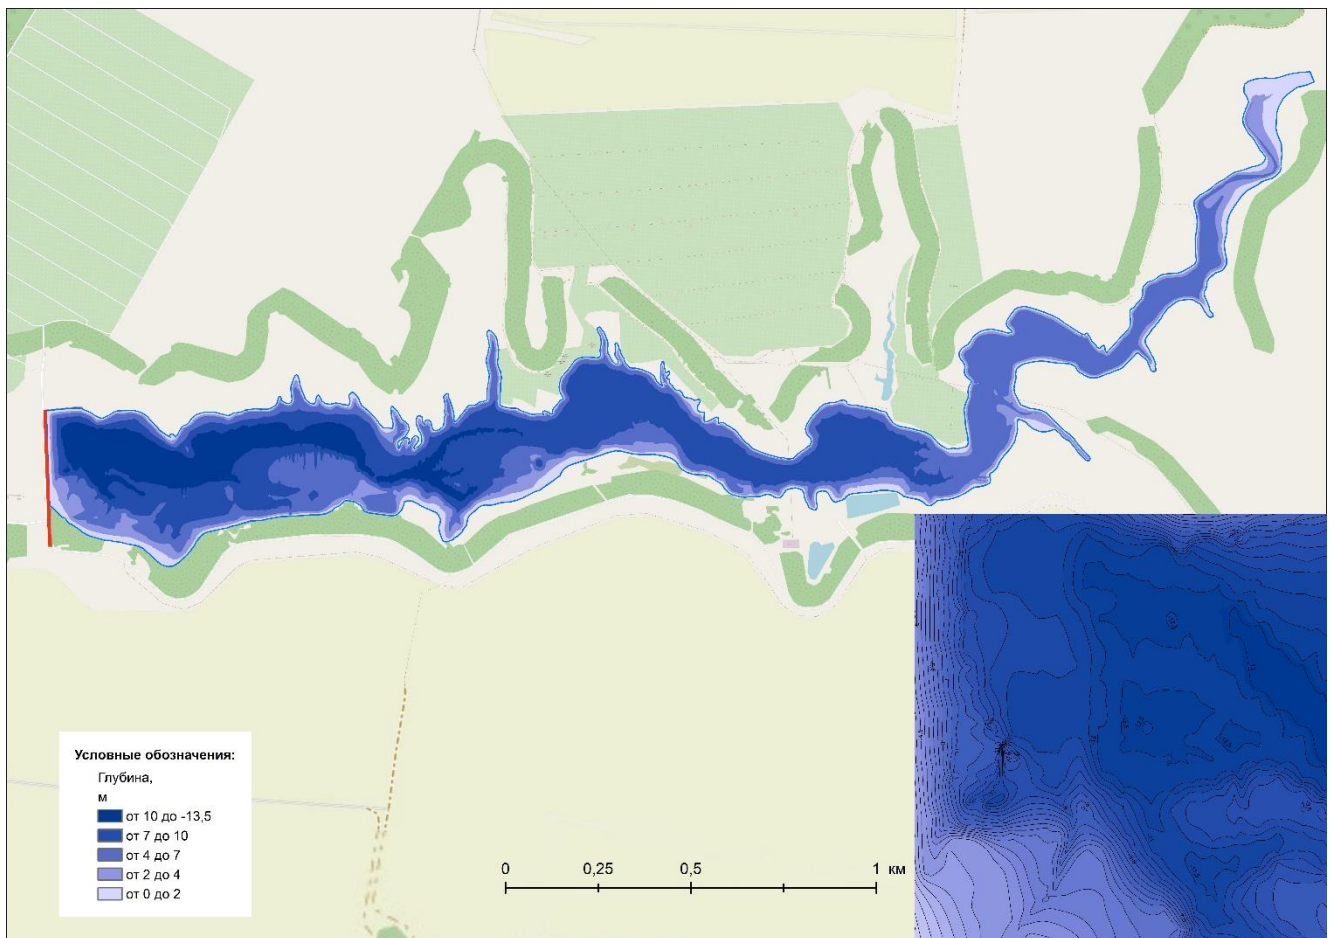 Условные обозначения:
Глубина,
м
от 10 до -13,5
от 7 до 10
от 4 до 7
от 2 до 4
от 0 до 2
0 0,25 0,5 1 км